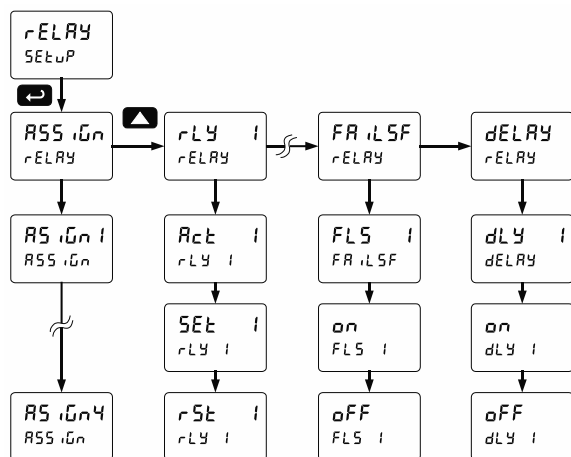 rELAY
SEtuP
ASSiGn
rELAY
rLY 1
rELAY
FAiLSF
rELAY
dELAY
rELAY
ASiGn1
ASSiGn
Act 1
rLY 1
FLS 1
FAiLSF
dLY 1
dELAY
SEt 1
rLY 1
on
FLS 1
on
dLY 1
ASiGn4
ASSiGn
rSt 1
rLY 1
oFF
FLS 1
oFF
dLY 1